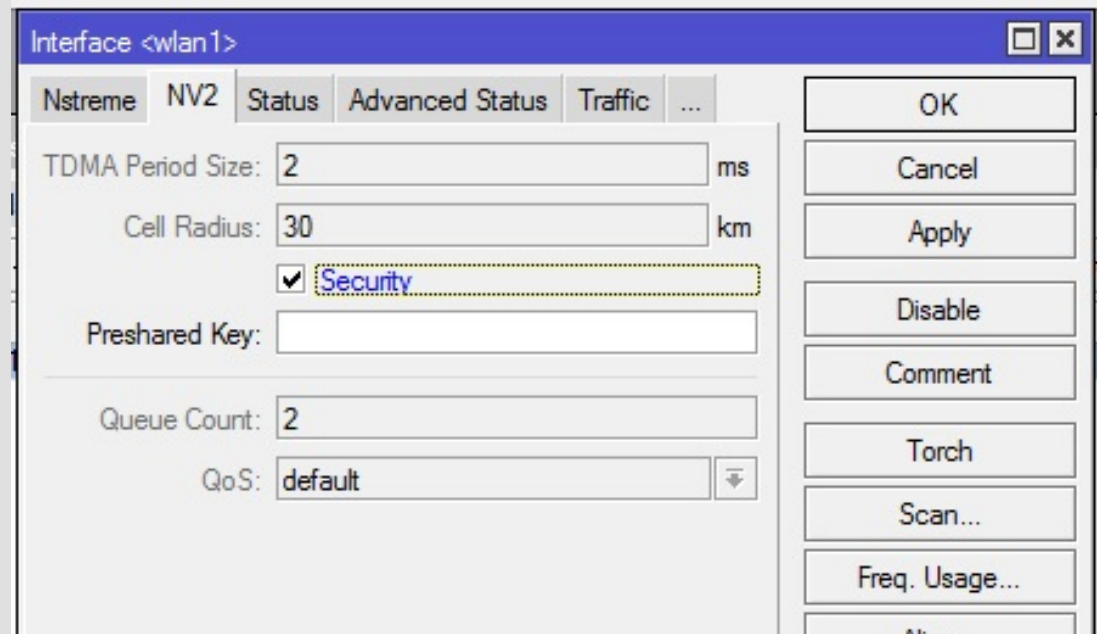 Interface <wlan1>
Nstreme NV2 Status Advanced Status Traffic ...
TDMA Period Size: 2 ms
Cell Radius: 30 km
Security
Preshared Key:
Queue Count: 2
QoS: default
OK
Cancel
Apply
Disable
Comment
Torch
Scan...
Freq. Usage...